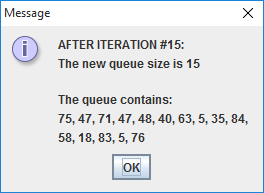 Message
AFTER ITERATION #15:
The new queue size is 15
The queue contains:
75, 47, 71, 47, 48, 40, 63, 5, 35, 84,
58, 18, 83, 5, 76
OK